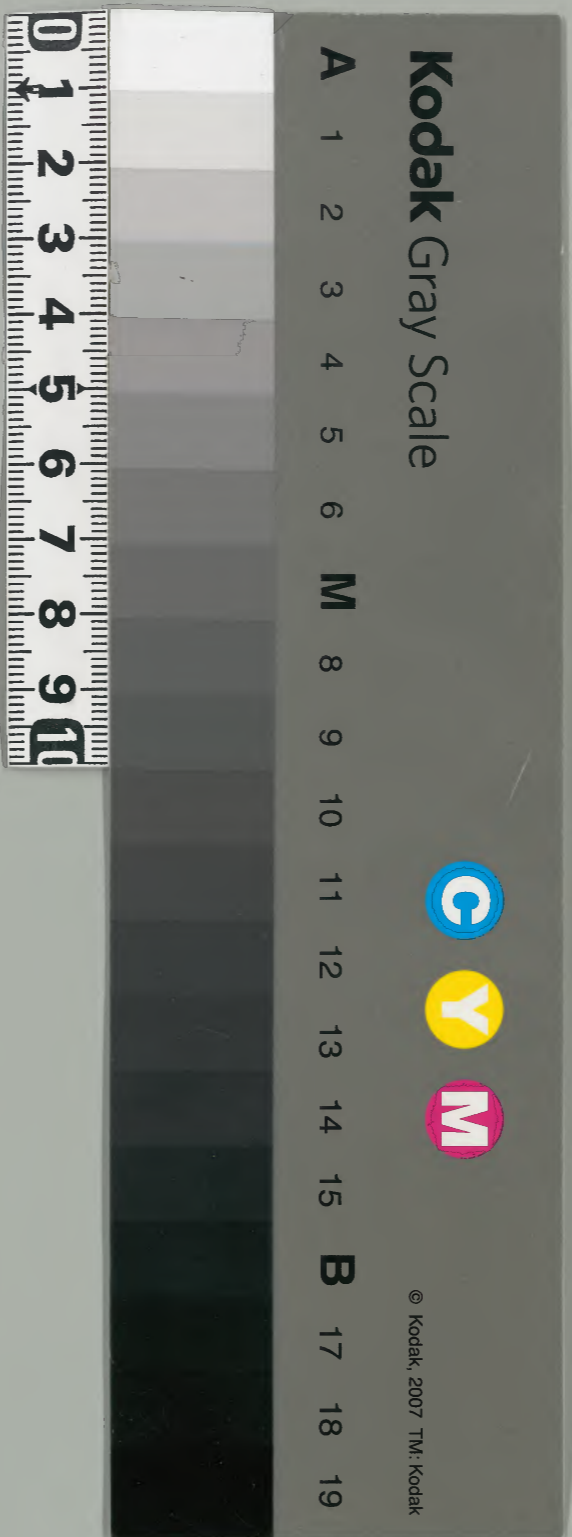 Kodak Gray Scale
C Y M
© Kodak, 2007 TM: Kodak
A 1 2 3 4 5 6 M 8 9 10 11 12 13 14 15 B 17 18 19
0 1 2 3 4 5 6 7 8 9 10